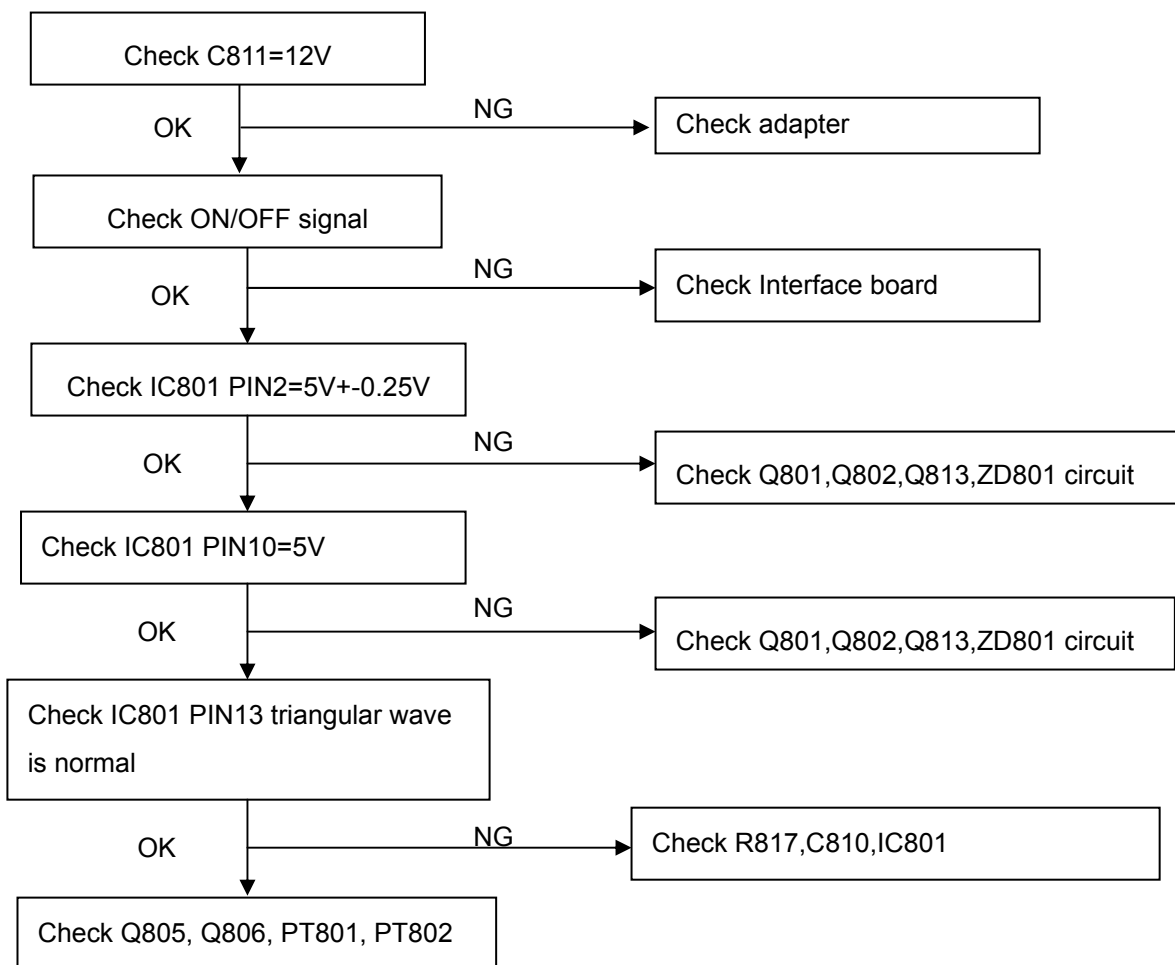 Check C811=12V
NG
OK
Check adapter
Check ON/OFF signal
NG
OK
Check Interface board
Check IC801 PIN2=5V+-0.25V
NG
OK
Check Q801,Q802,Q813,ZD801 circuit
Check IC801 PIN10=5V
NG
OK
Check Q801,Q802,Q813,ZD801 circuit
Check IC801 PIN13 triangular wave
is normal
NG
OK
Check R817,C810,IC801
Check Q805, Q806, PT801, PT802